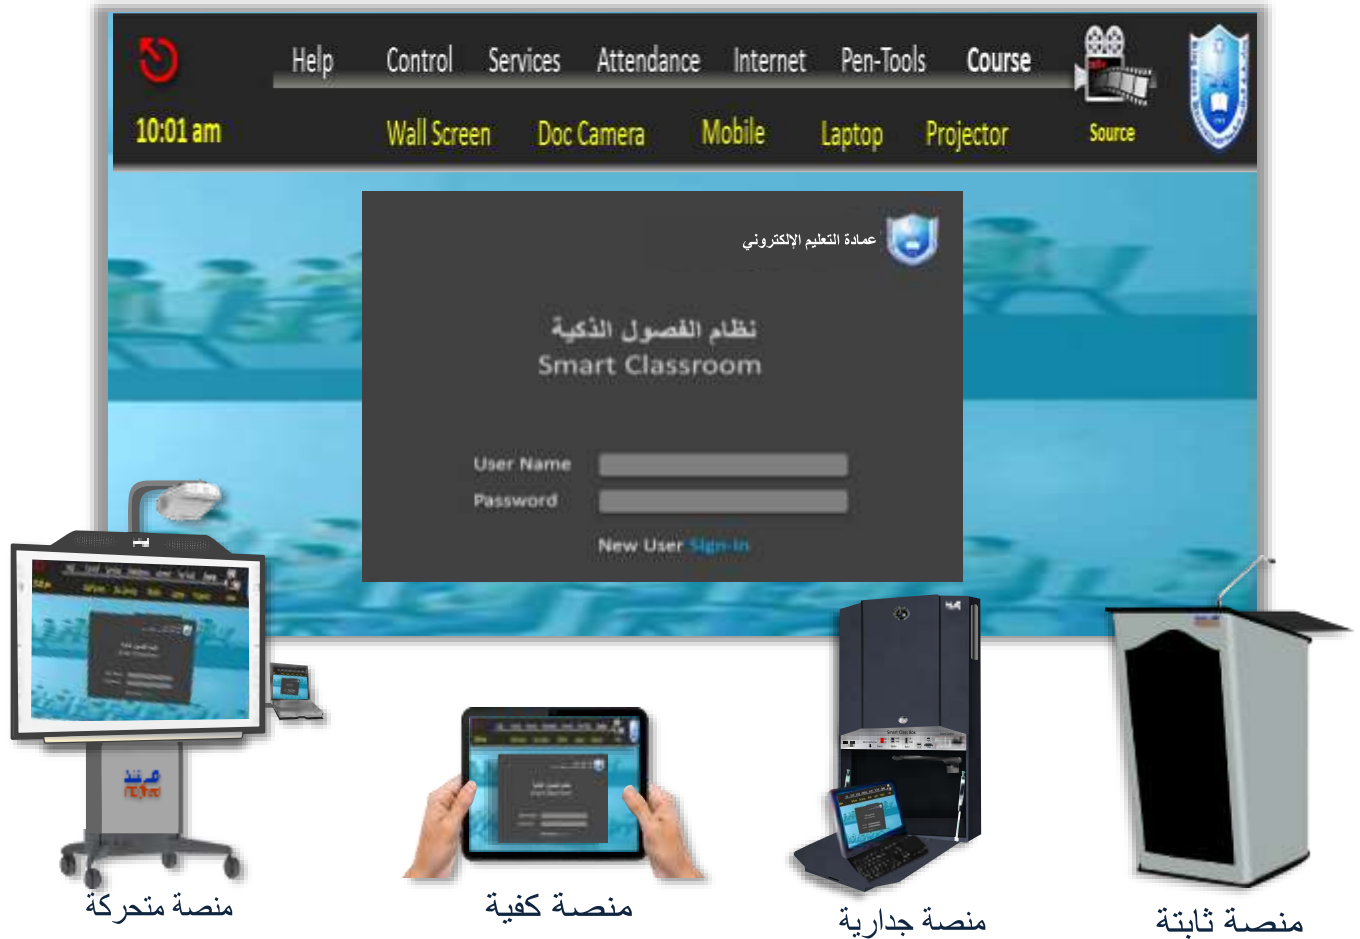 Help Control Services Attendance Internet Pen-Tools Course
10:01 am Wall Screen Doc Camera Mobile Laptop Projector Source
عمادة التعليم الإلكتروني
نظام الفصول الذكية
Smart Classroom
User Name
Password
New User Sign-In
منصة ثابتة
منصة جدارية
منصة كفية
منصة متحركة